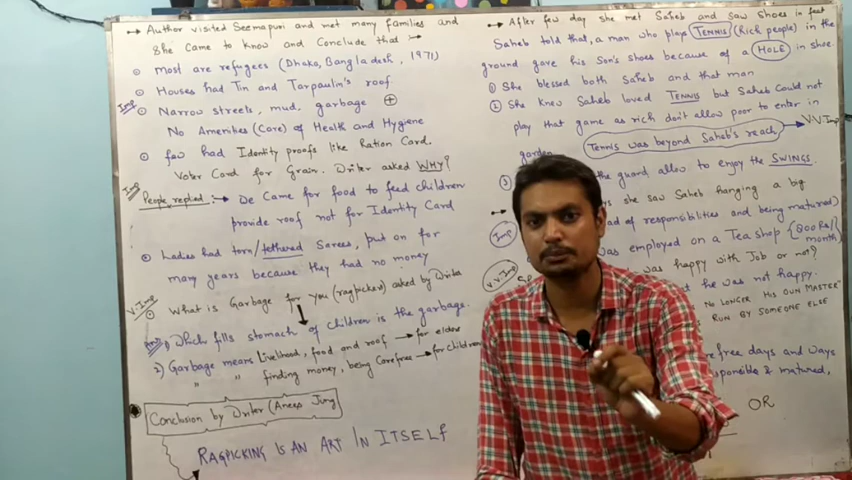 → Author visited Seemapuri and met many families and
She came to know and Conclude that
most are refugees (Dhaka, Bangladesh, 1971)
Houses had Tin and Tarpaulin's roof
Imp
Narrow streets, mud, garbage +
No Amenities (Care) of Health and Hygiene
few had Identity proofs like Ration Card.
Voter Card for Grain. Writer asked WHY?
Imp
People replied: → We Came for food to feed children
provide roof not for Identity Card
Ladies had torn/tethered Sarees, put on for
many years because they had no money
V.V.Imp
What is Garbage for you (ragpickers) asked by Writer
Ans 1) Which fills stomach of children is the garbage.
2) Garbage means Livelihood, food and roof → for elder
" " finding money, being Carefree → for children
Conclusion by Writer (Anees Jung
RAGPICKING IS AN ART IN ITSELF
→ After few day she met Saheb and saw Shoes in feet
Saheb told that, a man who plays TENNIS (Rich people) in the
ground gave his Son's shoes because of a HOLE in shoe.
① She blessed both Saheb and that man
② She knew Saheb loved TENNIS but Saheb Could not
play that game as rich don't allow poor to enter in
garden
Tennis was beyond Saheb's reach → V.V.Imp
③ the guard allow to enjoy the SWINGS.
she saw Saheb hanging a big
Imp
ad of responsibilities and being matured)
was employed on a Tea shop {800 Rs/
month}
V.V.Imp
was happy with Job or not?
he was not happy.
NO LONGER HIS OWN MASTER"
RUN BY SOMEONE ELSE
refree days and ways
sponsible & matured,
OR